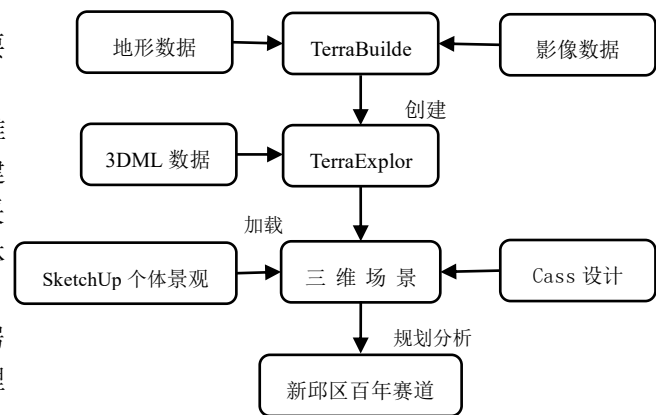 地形数据
TerraBuilde
影像数据
创建
3DML 数据
TerraExplor
加载
SketchUp 个体景观
三 维 场 景
Cass 设计
规划分析
新邱区百年赛道